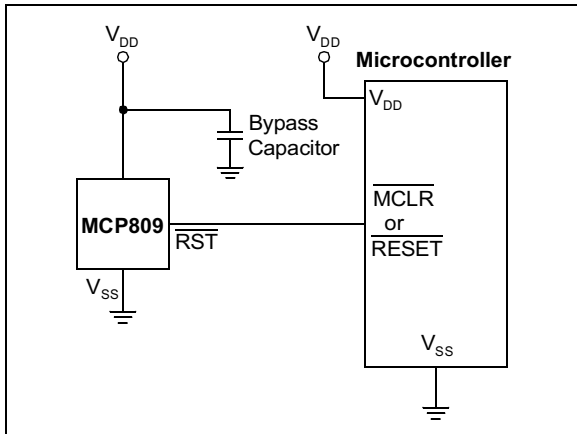 VDD
VDD
Microcontroller
VDD
Bypass
Capacitor
MCP809
RST
MCLR
or
RESET
VSS
VSS